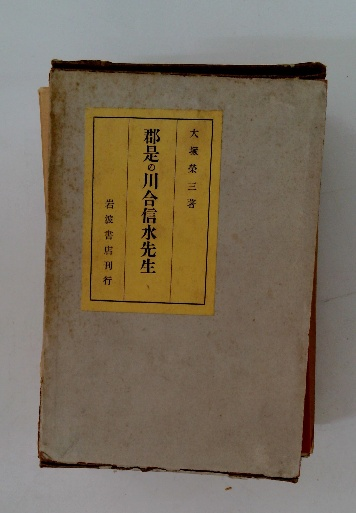 大塚榮三著
郡是の川合信水先生
岩波書店刊行